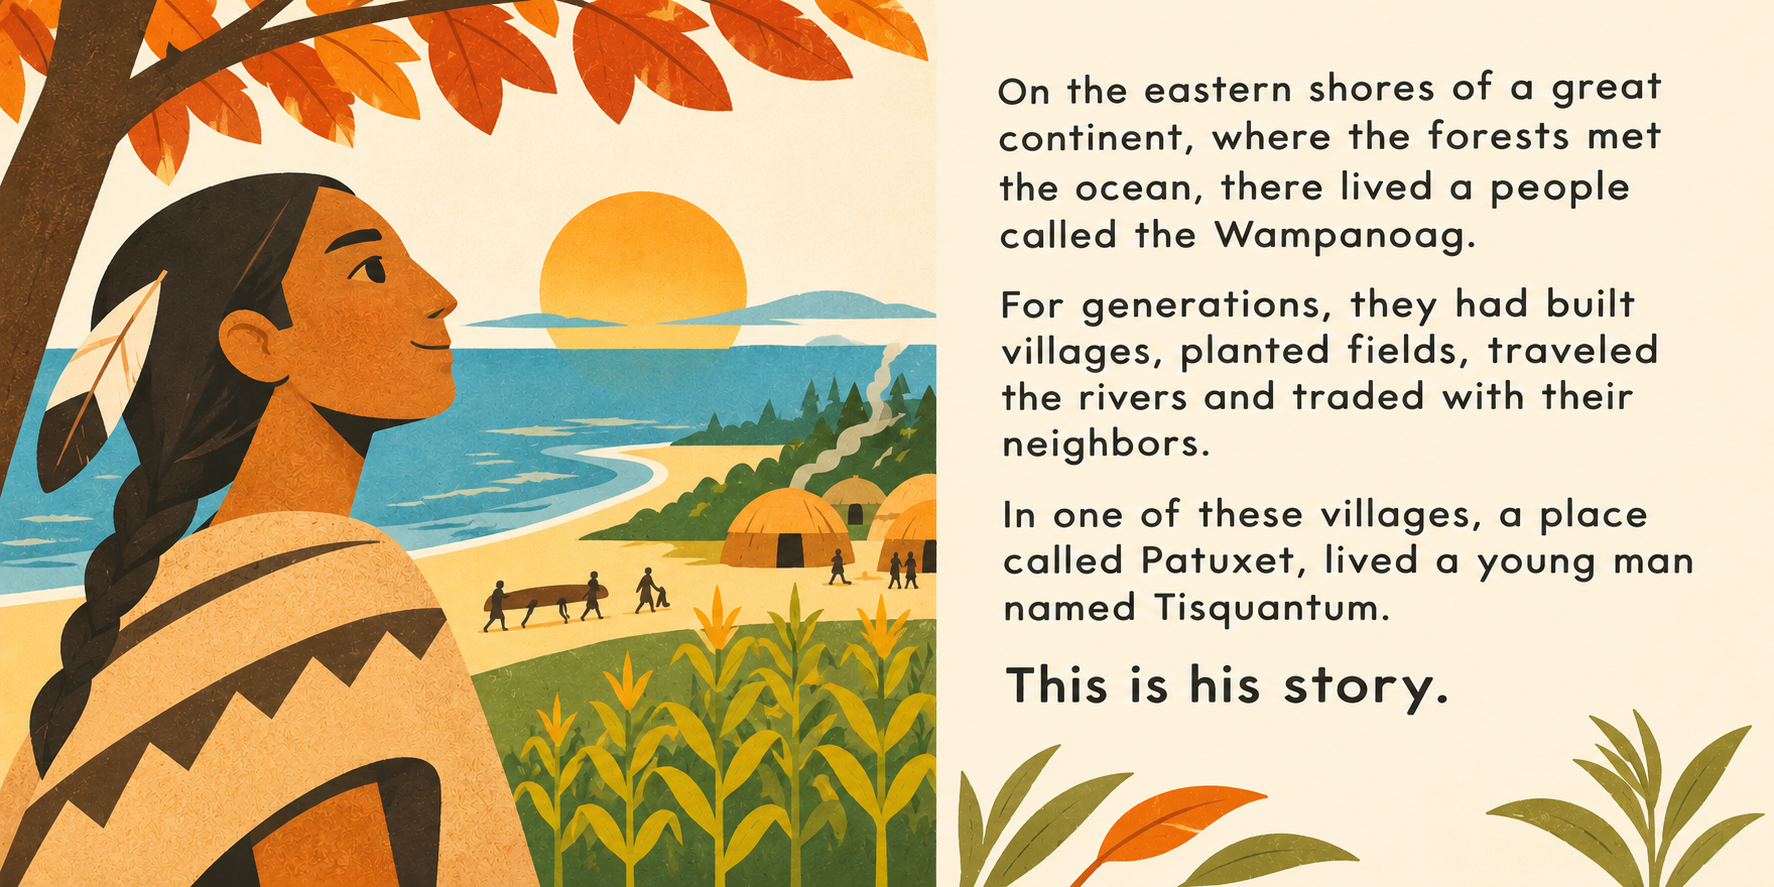 On the eastern shores of a great
continent, where the forests met
the ocean, there lived a people
called the Wampanoag.
For generations, they had built
villages, planted fields, traveled
the rivers and traded with their
neighbors.
In one of these villages, a place
called Patuxet, lived a young man
named Tisquantum.
This is his story.